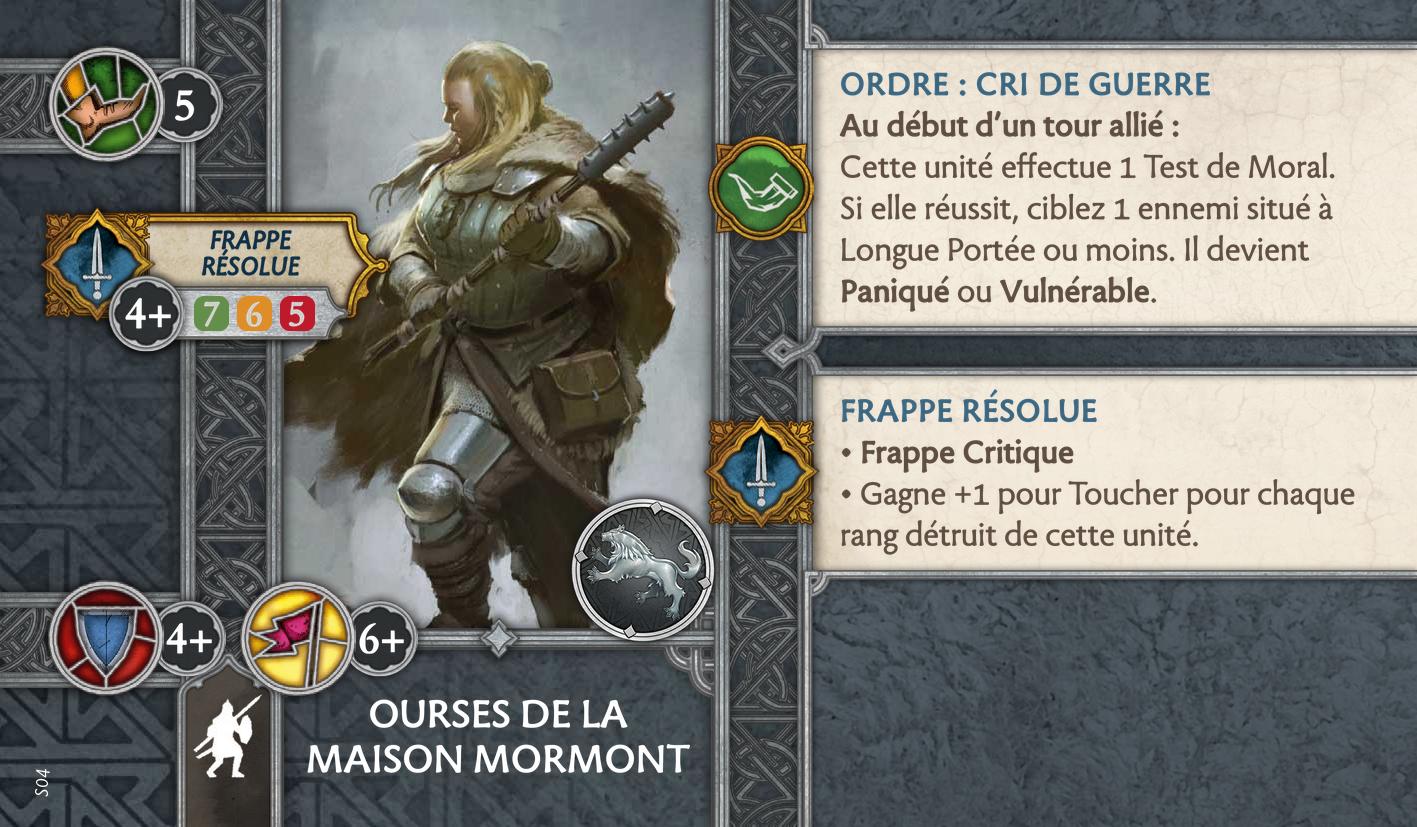 5
FRAPPE
RÉSOLUE
4+ 7 6 5
4+ 6+
OURSES DE LA
MAISON MORMONT
S04
ORDRE : CRI DE GUERRE
Au début d’un tour allié :
Cette unité effectue 1 Test de Moral.
Si elle réussit, ciblez 1 ennemi situé à
Longue Portée ou moins. Il devient
Paniqué ou Vulnérable.
FRAPPE RÉSOLUE
• Frappe Critique
• Gagne +1 pour Toucher pour chaque
rang détruit de cette unité.